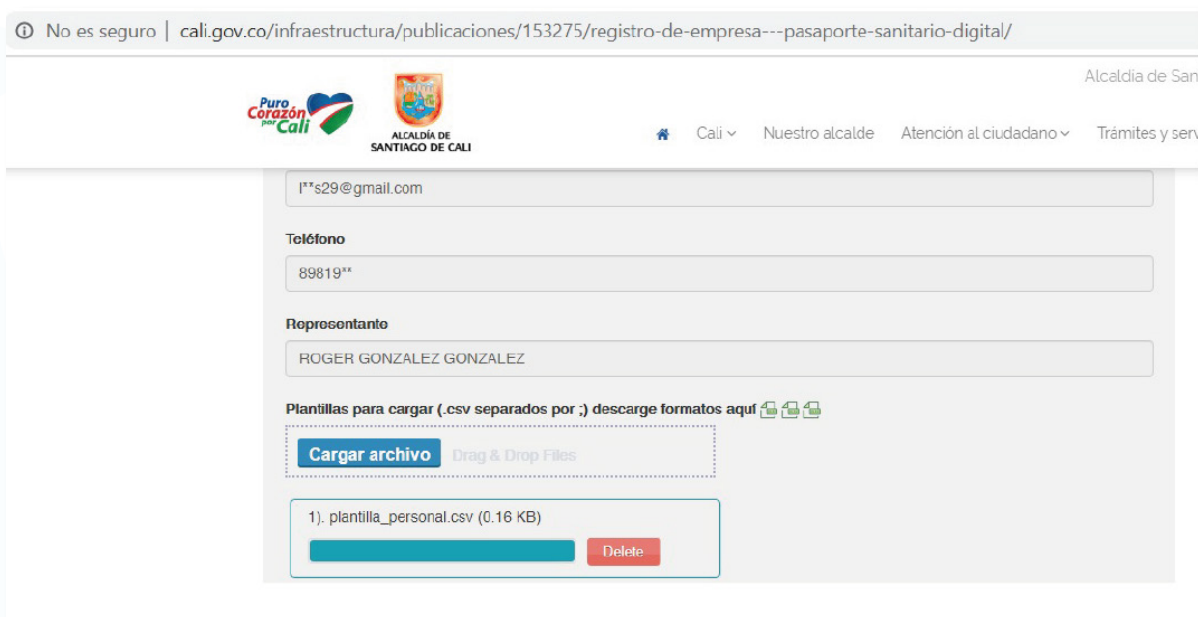 No es seguro | cali.gov.co/infraestructura/publicaciones/153275/registro-de-empresa---pasaporte-sanitario-digital/
Alcaldía de San
Puro
Corazón
por Cali
ALCALDÍA DE
SANTIAGO DE CALI
Cali Nuestro alcalde Atención al ciudadano Trámites y serv
l**s29@gmail.com
Teléfono
89819**
Representante
ROGER GONZALEZ GONZALEZ
Plantillas para cargar (.csv separados por ;) descarge formatos aquí
Cargar archivo Drag & Drop Files
1). plantilla_personal.csv (0.16 KB)
Delete